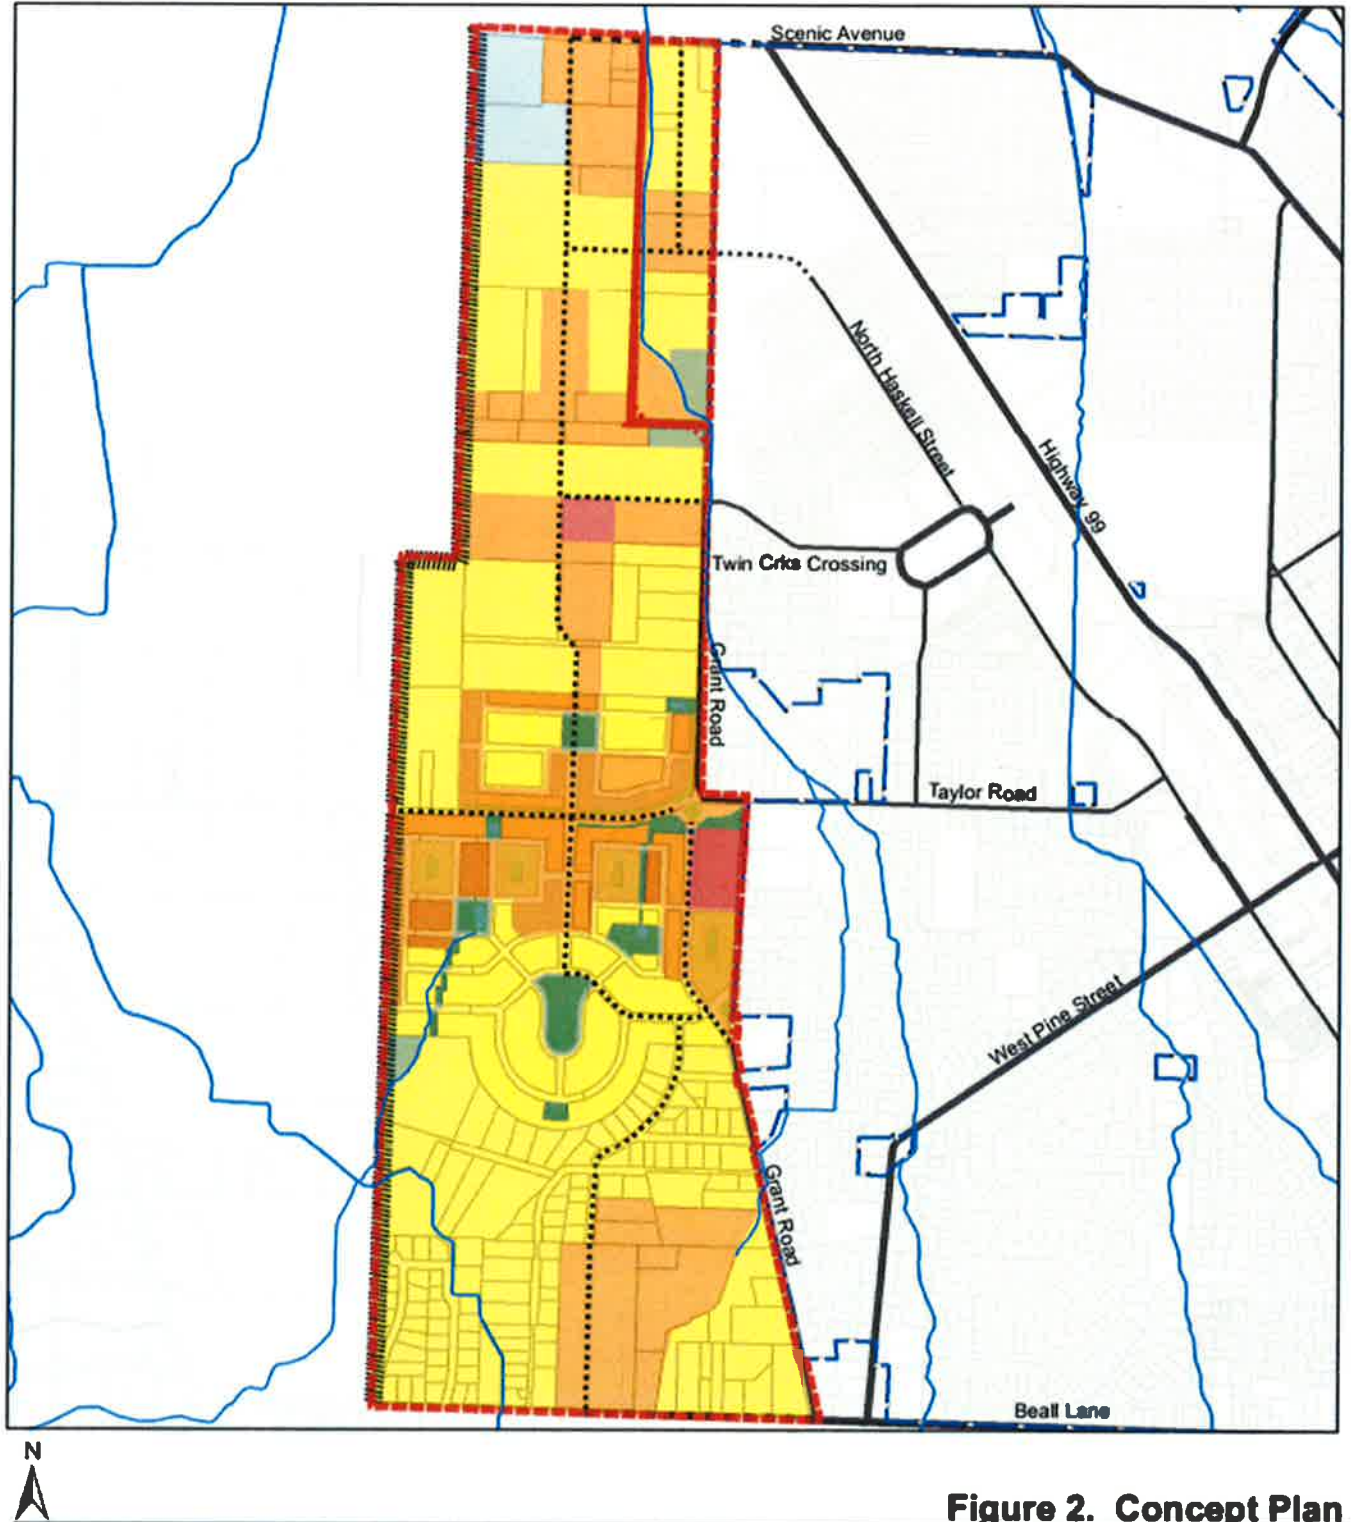 Scenic Avenue
North Haskell Street
Highway 99
Twin Crks Crossing
Grant Road
Taylor Road
West Pine Street
Grant Road
Beall Lane
N
Figure 2. Concept Plan